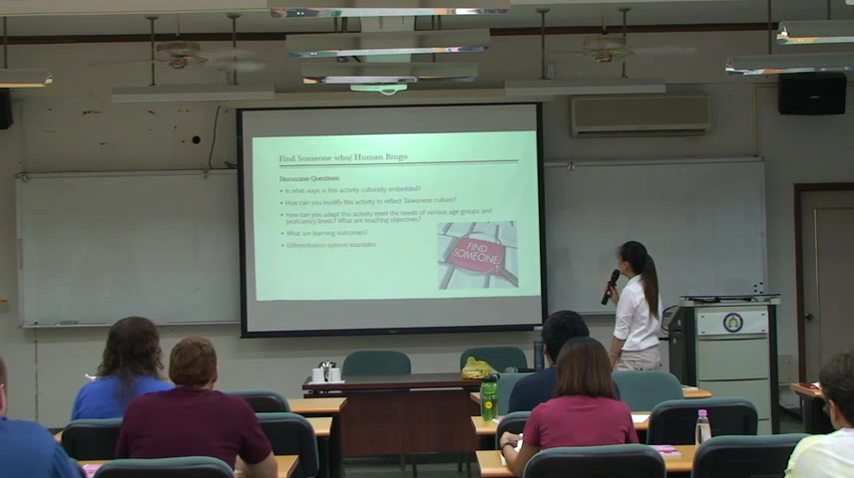 Find Someone who/ Human Bingo
Discussion Questions:
• In what ways is this activity culturally embedded?
• How can you modify this activity to reflect Taiwanese culture?
• How can you adapt this activity meet the needs of various age groups and
proficiency levels? What are teaching objectives?
• What are learning outcomes?
• Differentiation options examples
FIND
SOMEONE